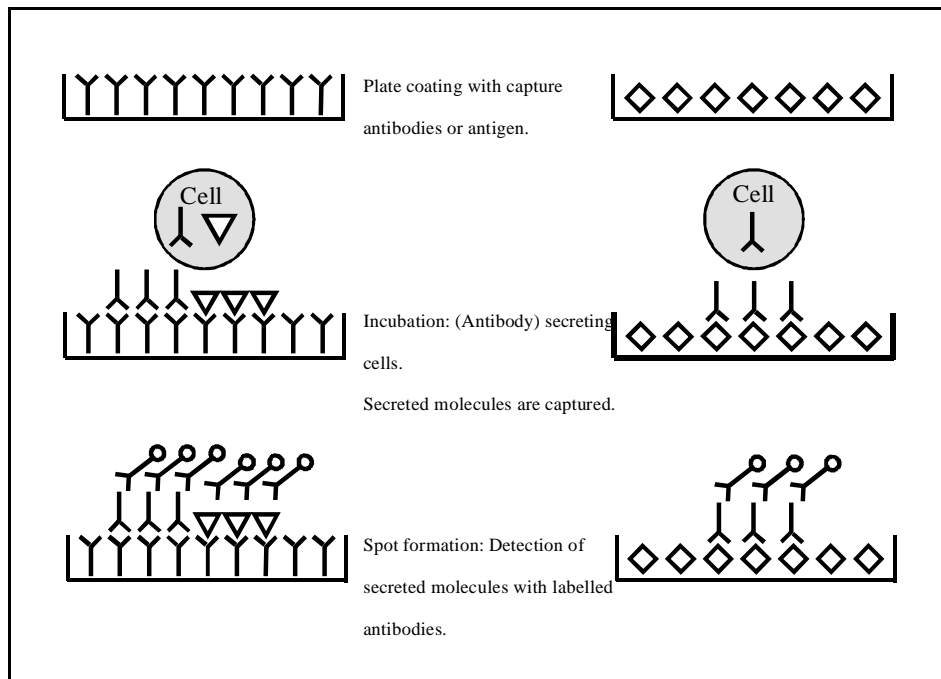 Plate coating with capture
antibodies or antigen.
Cell
Cell
Incubation: (Antibody) secreting
cells.
Secreted molecules are captured.
Spot formation: Detection of
secreted molecules with labelled
antibodies.